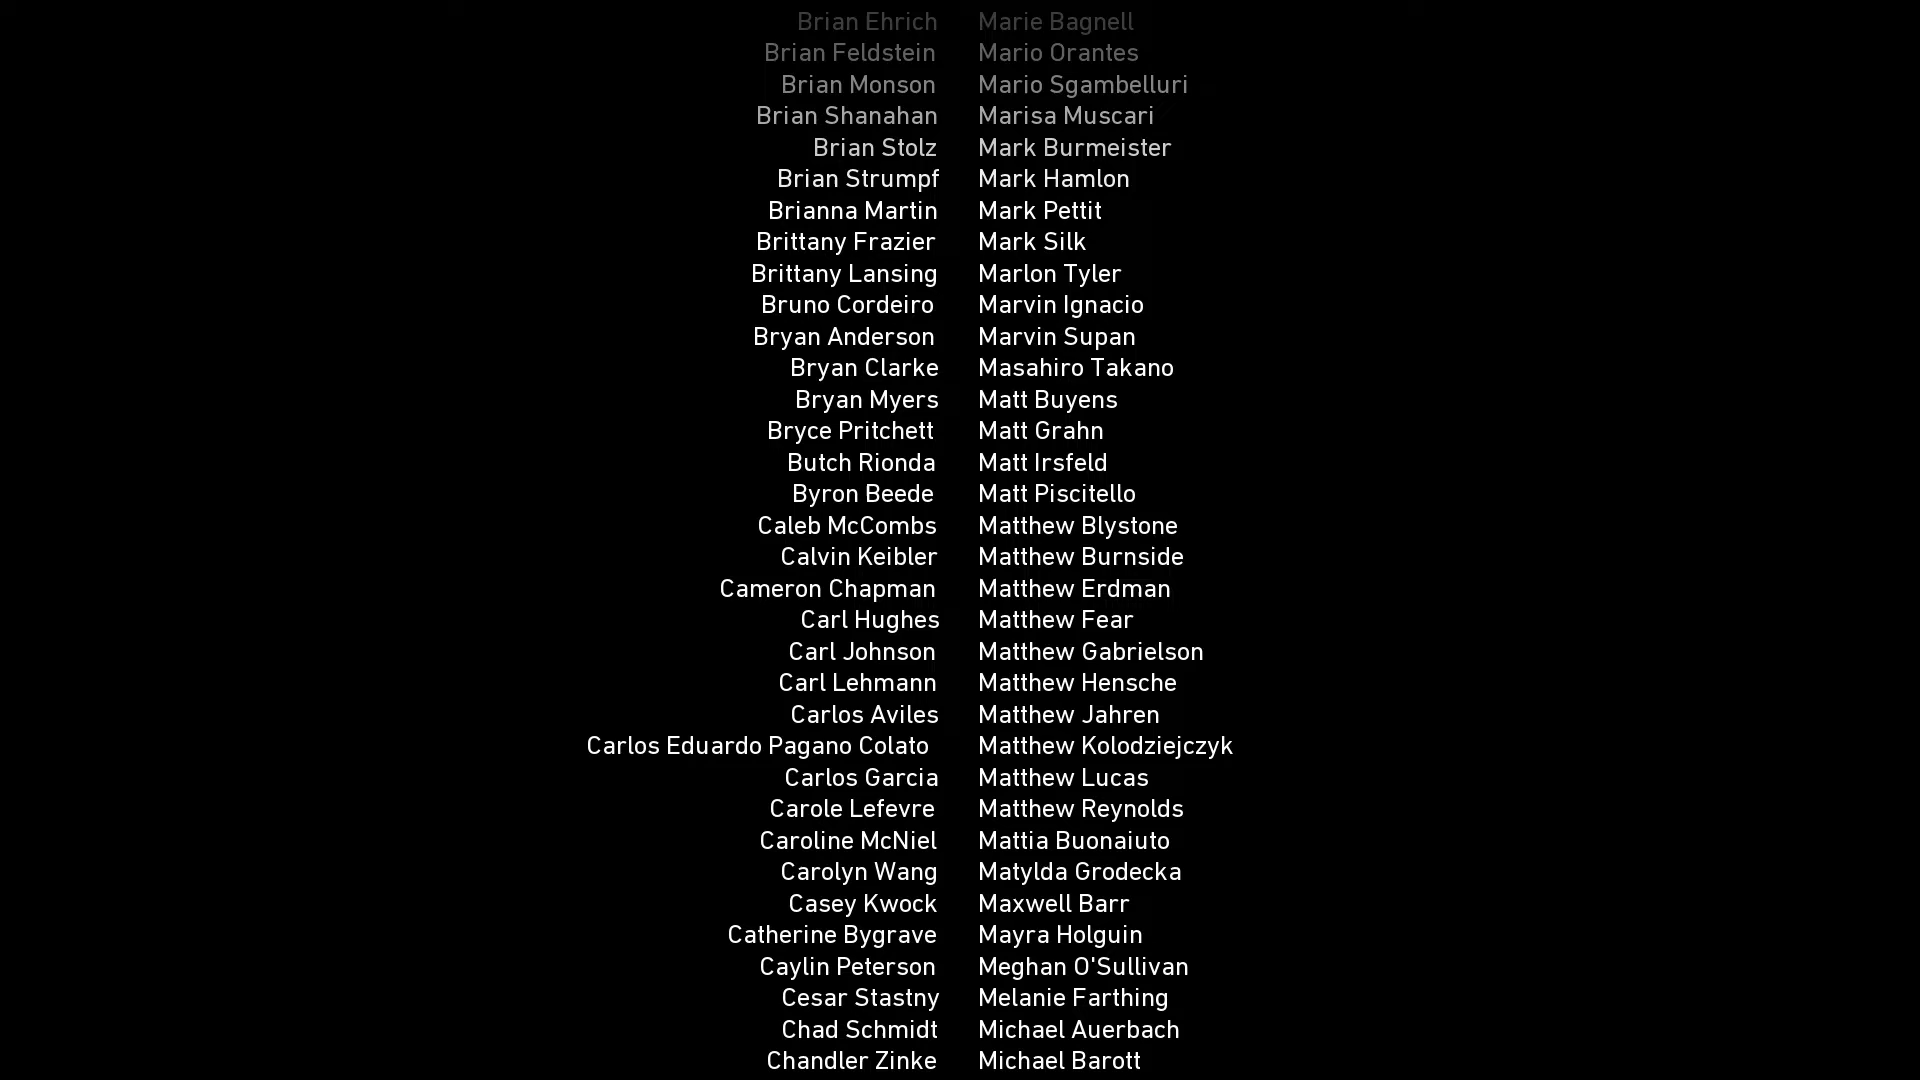 Brian Ehrich Marie Bagnell
Brian Feldstein Mario Orantes
Brian Monson Mario Sgambelluri
Brian Shanahan Marisa Muscari
Brian Stolz Mark Burmeister
Brian Strumpf Mark Hamlon
Brianna Martin Mark Pettit
Brittany Frazier Mark Silk
Brittany Lansing Marlon Tyler
Bruno Cordeiro Marvin Ignacio
Bryan Anderson Marvin Supan
Bryan Clarke Masahiro Takano
Bryan Myers Matt Buyens
Bryce Pritchett Matt Grahn
Butch Rionda Matt Irsfeld
Byron Beede Matt Piscitello
Caleb McCombs Matthew Blystone
Calvin Keibler Matthew Burnside
Cameron Chapman Matthew Erdman
Carl Hughes Matthew Fear
Carl Johnson Matthew Gabrielson
Carl Lehmann Matthew Hensche
Carlos Aviles Matthew Jahren
Carlos Eduardo Pagano Colato Matthew Kolodziejczyk
Carlos Garcia Matthew Lucas
Carole Lefevre Matthew Reynolds
Caroline McNiel Mattia Buonaiuto
Carolyn Wang Matylda Grodecka
Casey Kwock Maxwell Barr
Catherine Bygrave Mayra Holguin
Caylin Peterson Meghan O'Sullivan
Cesar Stastny Melanie Farthing
Chad Schmidt Michael Auerbach
Chandler Zinke Michael Barott